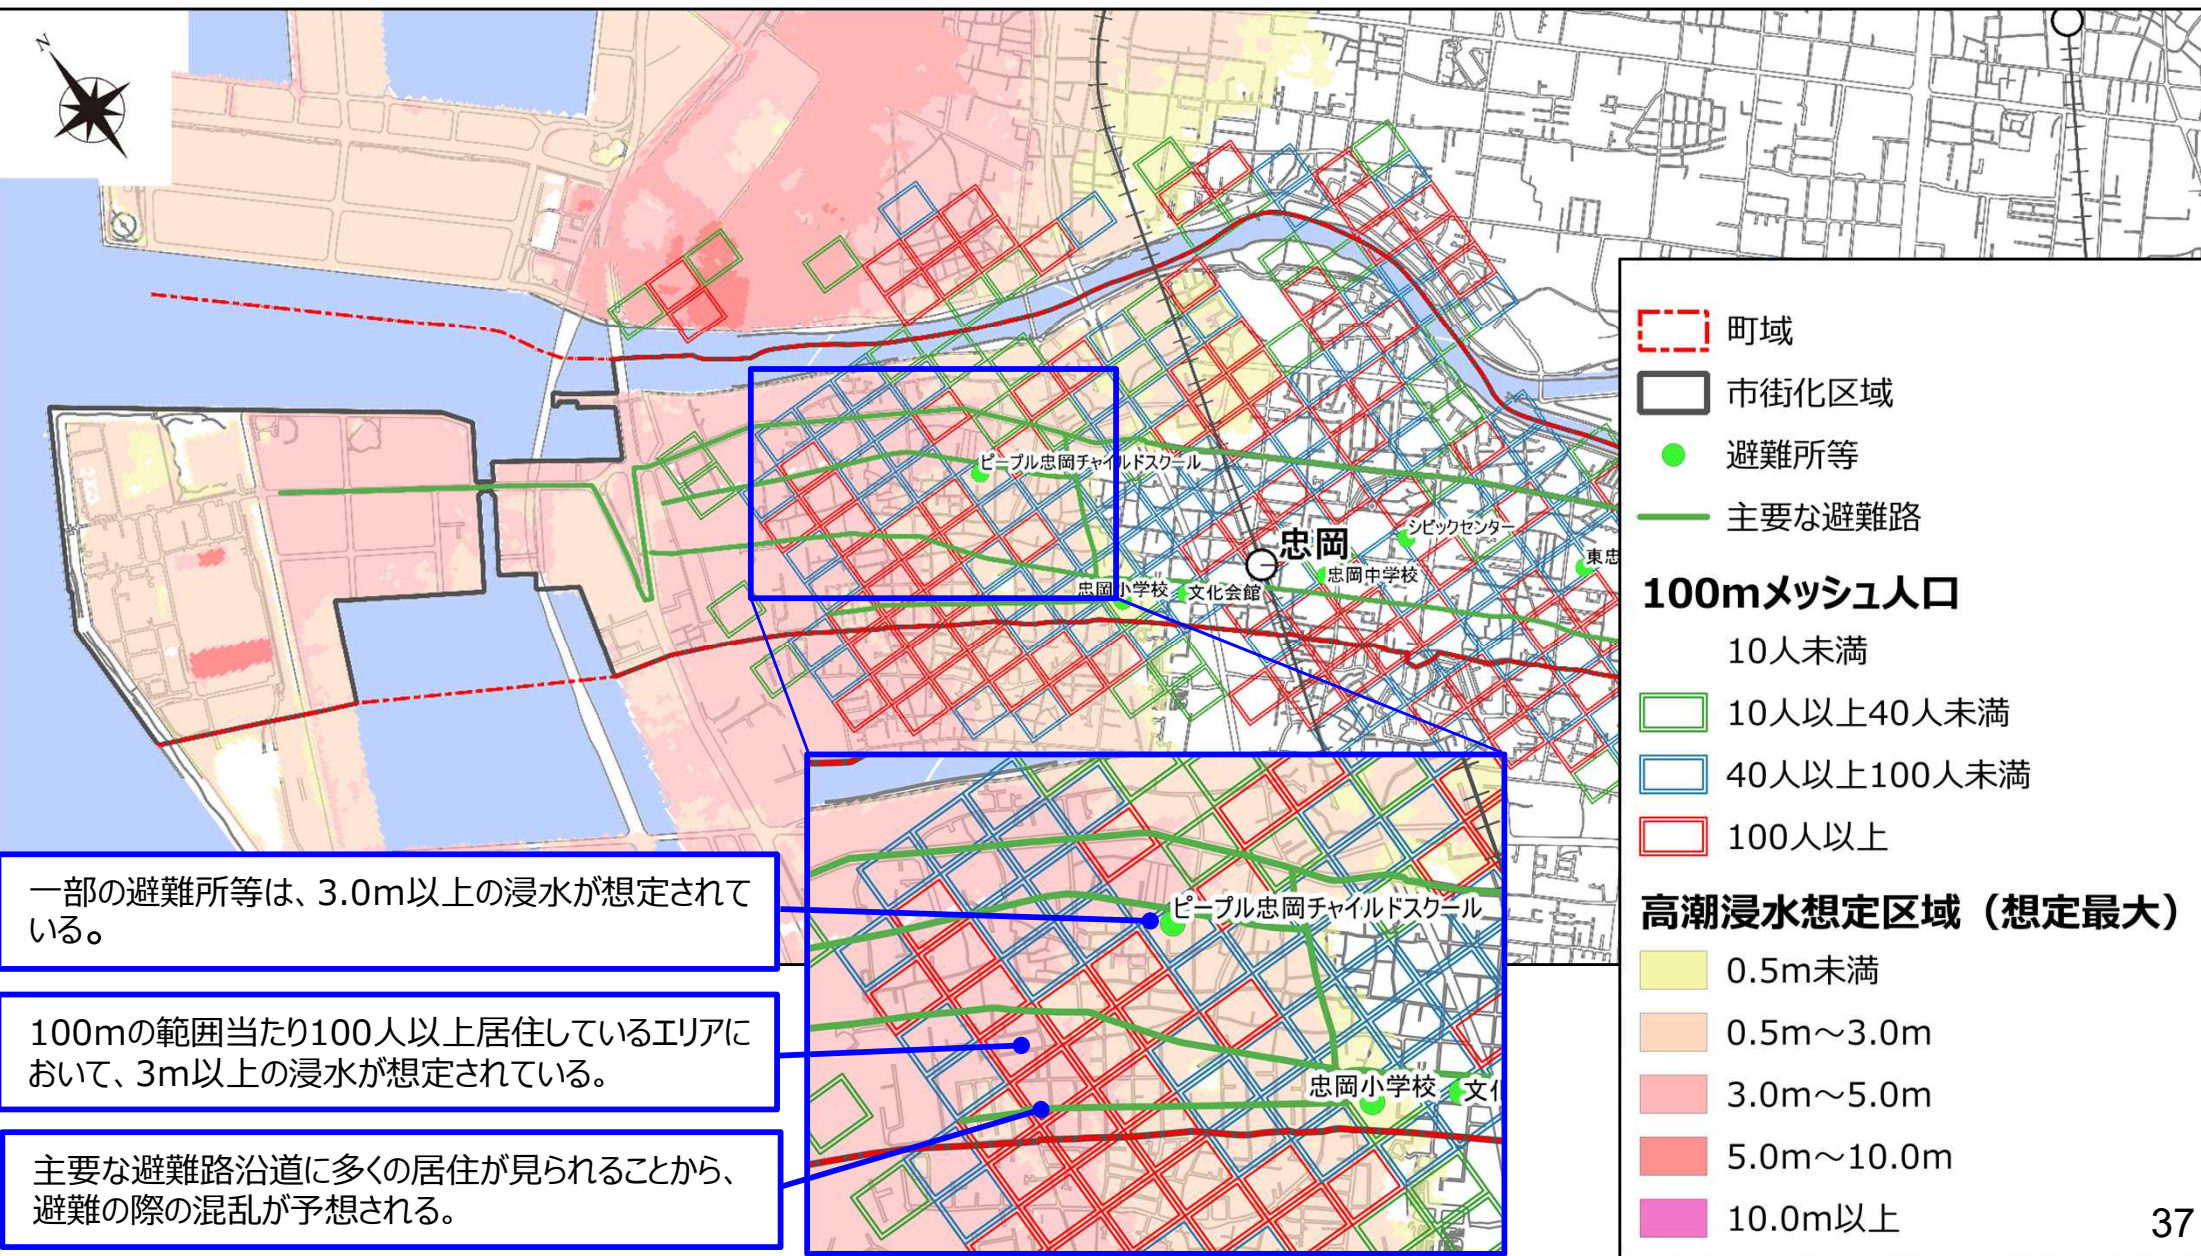 N
ピープル忠岡チャイルドスクール
忠岡
シビックセンター
忠岡中学校
東忠
忠岡小学校
文化会館
町域
市街化区域
避難所等
主要な避難路
100mメッシュ人口
10人未満
10人以上40人未満
40人以上100人未満
100人以上
高潮浸水想定区域（想定最大）
0.5m未満
0.5m～3.0m
3.0m～5.0m
5.0m～10.0m
10.0m以上
一部の避難所等は、3.0m以上の浸水が想定されて
いる。
100mの範囲当たり100人以上居住しているエリアに
おいて、3m以上の浸水が想定されている。
主要な避難路沿道に多くの居住が見られることから、
避難の際の混乱が予想される。
ピープル忠岡チャイルドスクール
忠岡小学校
文化
37